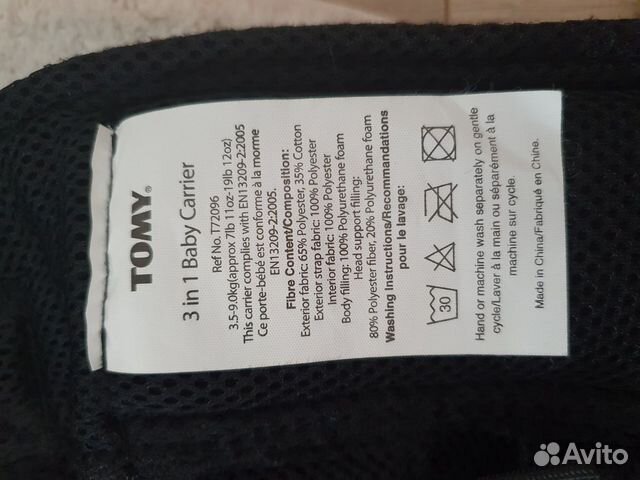 TOMY®
3 in 1 Baby Carrier
Ref No. T72096
3.5-9.0kg(approx 7lb 11oz-19lb 12oz)
This carrier complies with EN13209-2:2005
Ce porte-bébé est conforme à la morme
EN13209-2:2005.
Fibre Content/Composition:
Exterior fabric: 65% Polyester, 35% Cotton
Exterior strap fabric: 100% Polyester
Interior fabric: 100% Polyester
Body filling: 100% Polyurethane foam
Head support filling:
80% Polyester fiber, 20% Polyurethane foam
Washing Instructions/Recommandations
pour le lavage:
30
Hand or machine wash separately on gentle
cycle/Laver à la main ou séparément à la
machine sur cycle.
Made in China/Fabriqué en Chine.
Avito